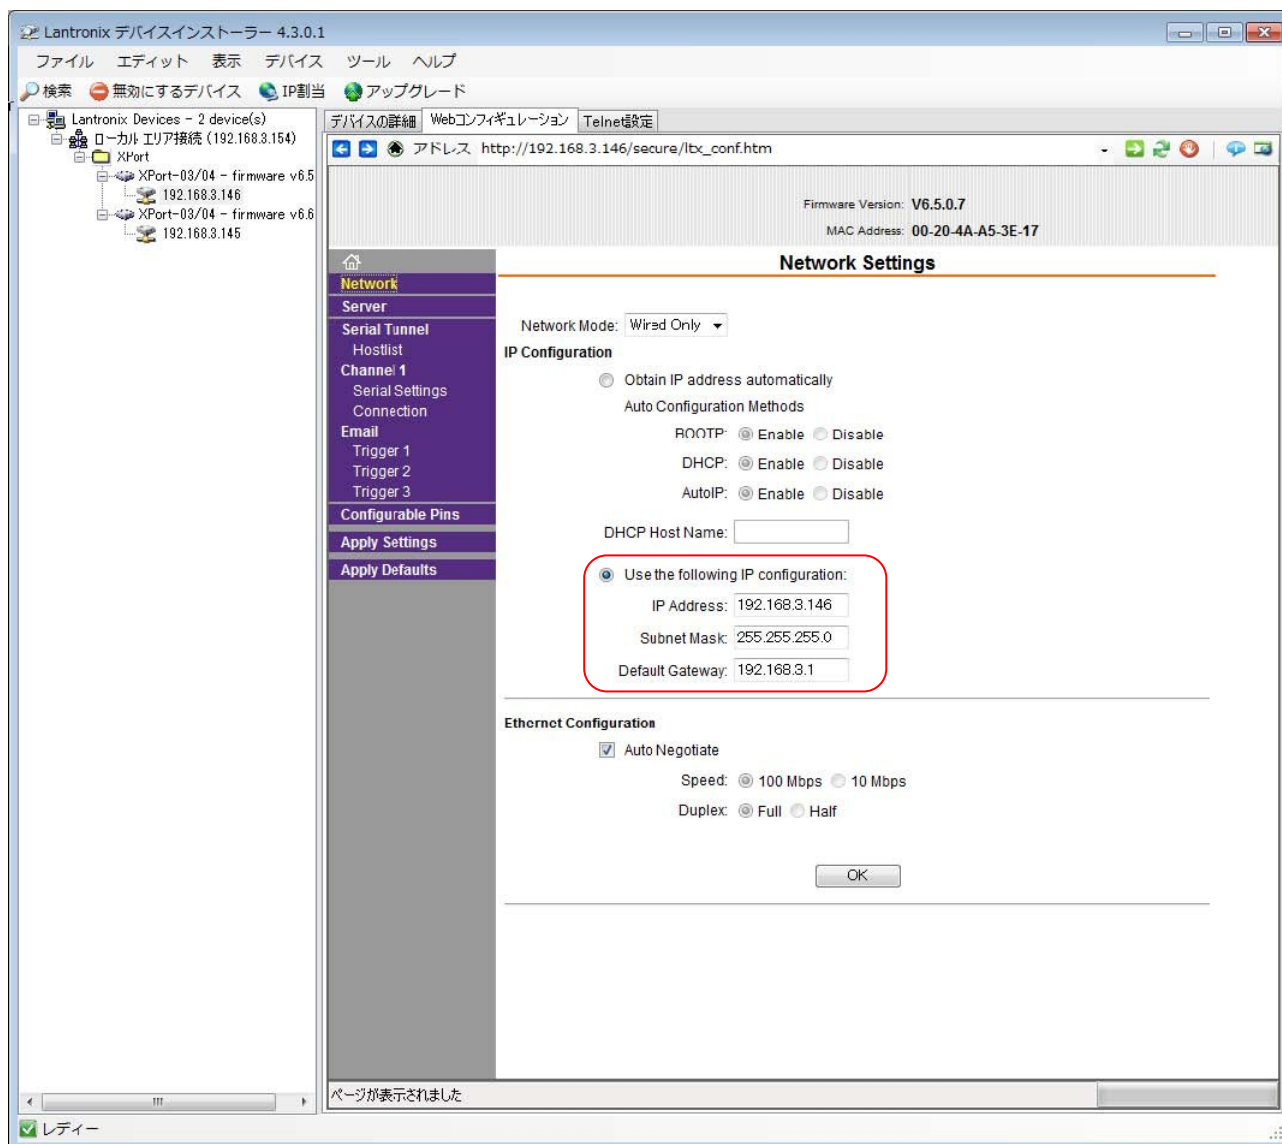 Lantronix デバイスインストーラー 4.3.0.1
ファイル エディット 表示 デバイス ツール ヘルプ
検索 無効にするデバイス IP割当 アップグレード
Lantronix Devices - 2 device(s)
ローカル エリア接続 (192.168.3.154)
XPort
XPort-03/04 - firmware v6.5
192.168.3.146
XPort-03/04 - firmware v6.6
192.168.3.145
デバイスの詳細 Webコンフィギュレーション Telnet設定
アドレス http://192.168.3.146/secure/ltx_conf.htm
Firmware Version: V6.5.0.7
MAC Address: 00-20-4A-A5-3E-17
Network
Server
Serial Tunnel
Hostlist
Channel 1
Serial Settings
Connection
Email
Trigger 1
Trigger 2
Trigger 3
Configurable Pins
Apply Settings
Apply Defaults
Network Settings
Network Mode: Wired Only
IP Configuration
Obtain IP address automatically
Auto Configuration Methods
BOOTP: Enable Disable
DHCP: Enable Disable
AutoIP: Enable Disable
DHCP Host Name:
Use the following IP configuration:
IP Address: 192.168.3.146
Subnet Mask: 255.255.255.0
Default Gateway: 192.168.3.1
Ethernet Configuration
Auto Negotiate
Speed: 100 Mbps 10 Mbps
Duplex: Full Half
OK
ページが表示されました
レディー